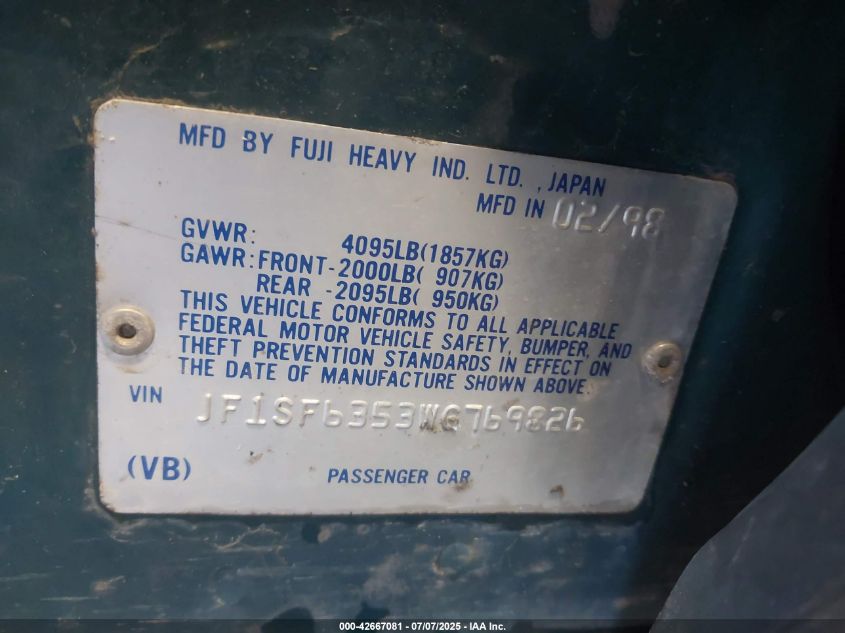 MFD BY FUJI HEAVY IND. LTD. , JAPAN
MFD IN 02/98
GVWR: 4095LB(1857KG)
GAWR:FRONT-2000LB( 907KG)
REAR -2095LB( 950KG)
THIS VEHICLE CONFORMS TO ALL APPLICABLE
FEDERAL MOTOR VEHICLE SAFETY, BUMPER, AND
THEFT PREVENTION STANDARDS IN EFFECT ON
THE DATE OF MANUFACTURE SHOWN ABOVE.
VIN JF1SF6353WG769826
(VB) PASSENGER CAR
000-42667081 - 07/07/2025 - IAA Inc.